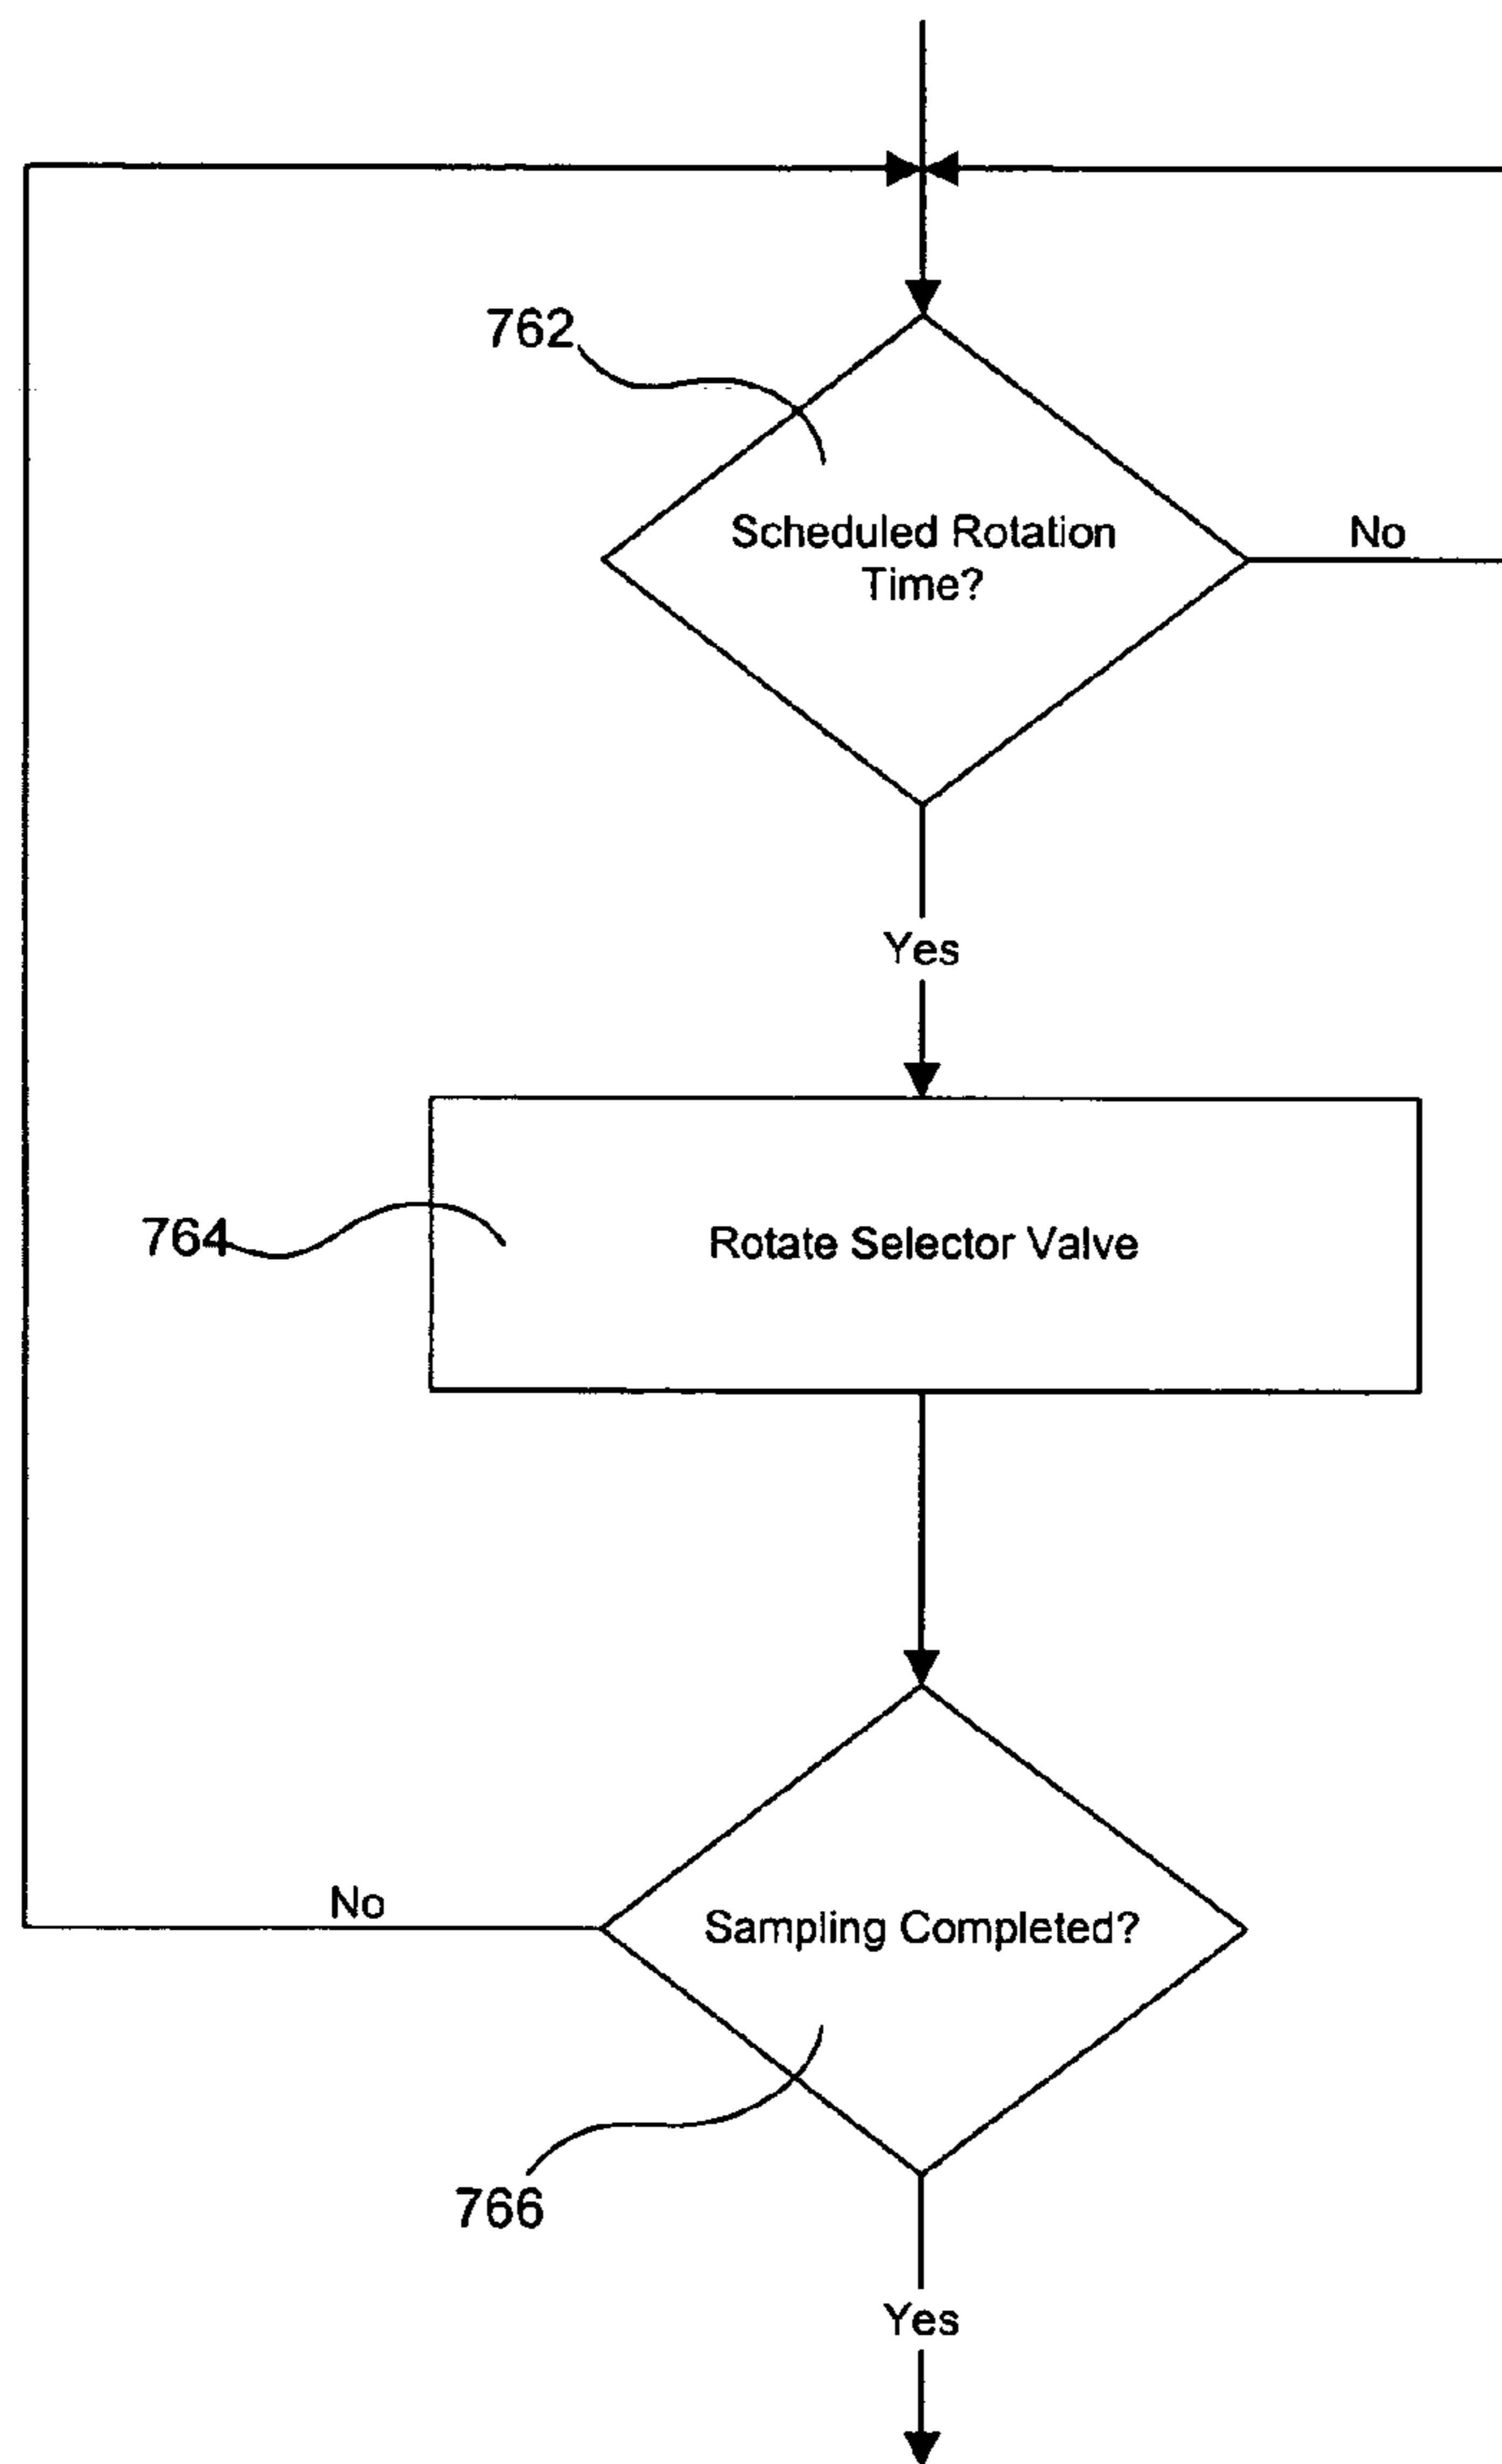 762
Scheduled Rotation
Time?
No
Yes
764
Rotate Selector Valve
No
Sampling Completed?
766
Yes